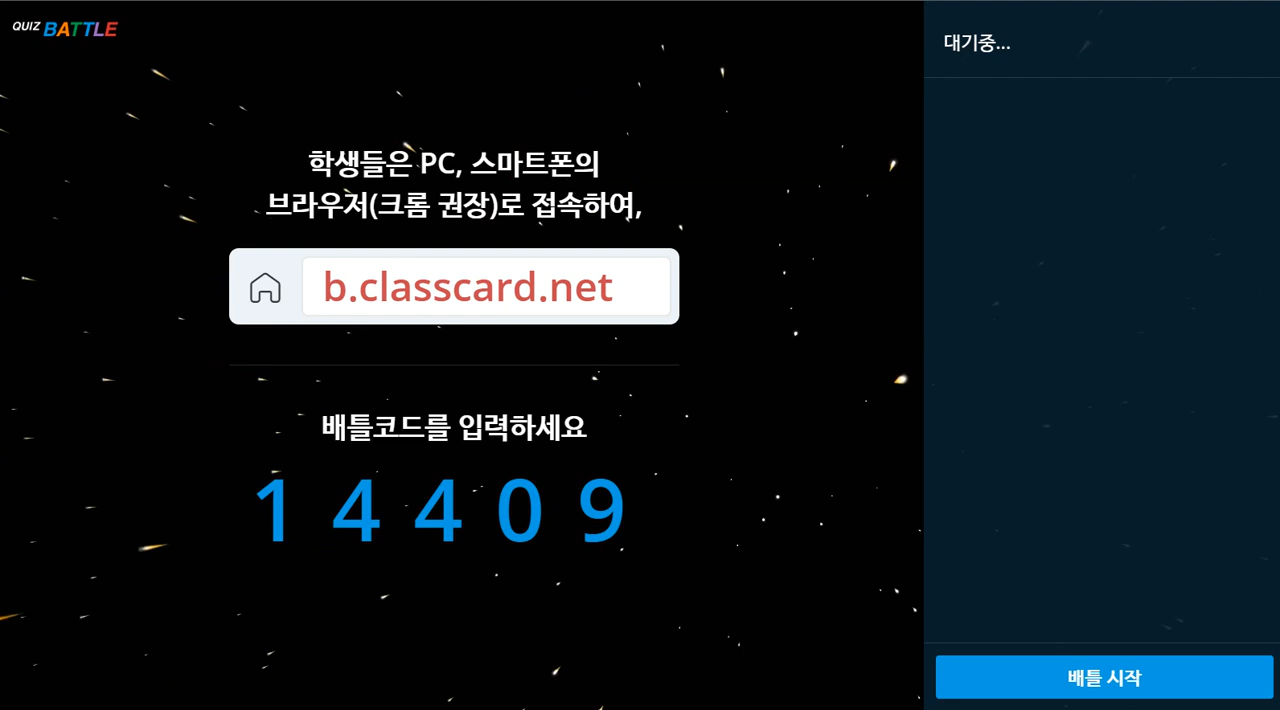 QUIZ BATTLE
대기중...
학생들은 PC, 스마트폰의
브라우저(크롬 권장)로 접속하여,
b.classcard.net
배틀코드를 입력하세요
1 4 4 0 9
배틀 시작